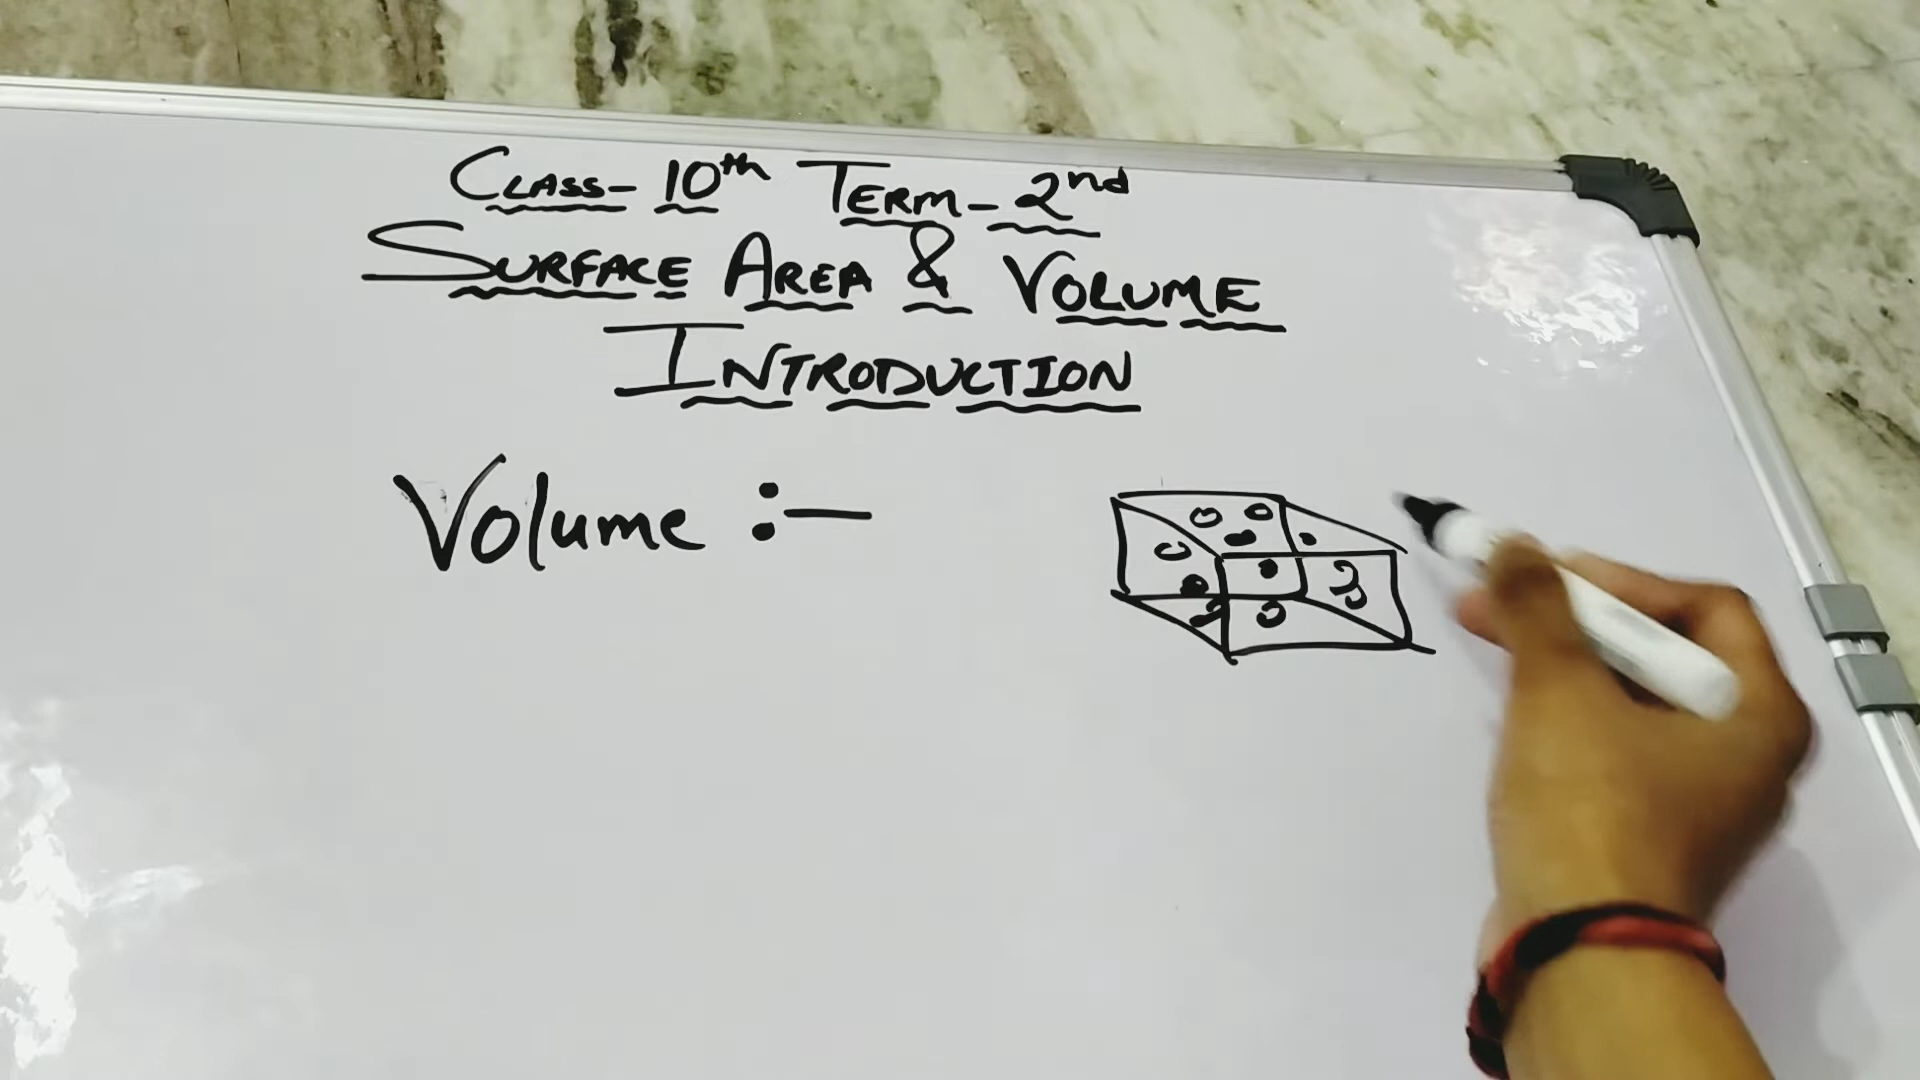 CLASS- 10th TERM- 2nd
SURFACE AREA & VOLUME
INTRODUCTION
Volume :-